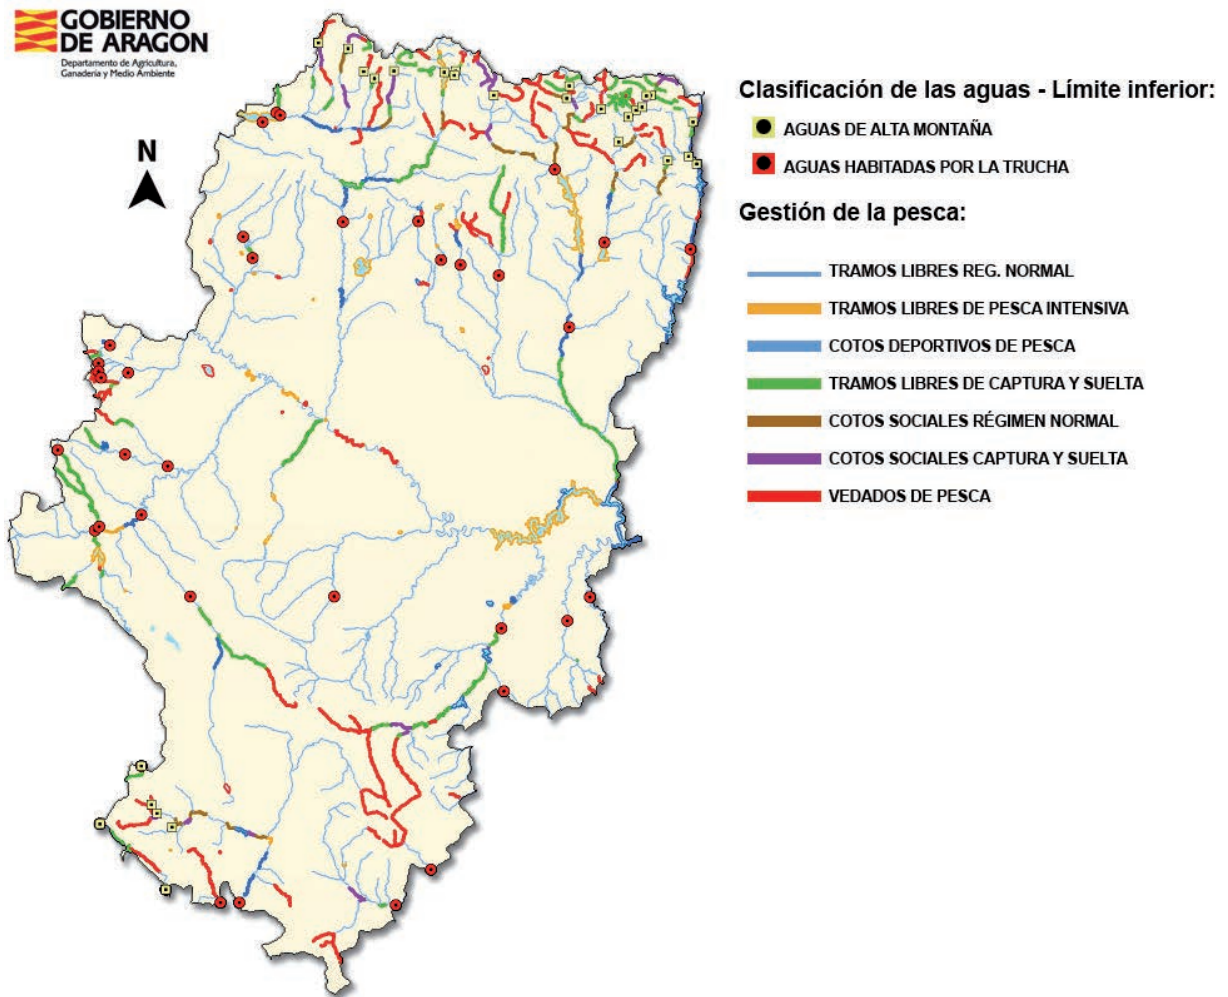 GOBIERNO
DE ARAGON
Departamento de Agricultura,
Ganadería y Medio Ambiente
N
Clasificación de las aguas - Límite inferior:
AGUAS DE ALTA MONTAÑA
AGUAS HABITADAS POR LA TRUCHA
Gestión de la pesca:
TRAMOS LIBRES REG. NORMAL
TRAMOS LIBRES DE PESCA INTENSIVA
COTOS DEPORTIVOS DE PESCA
TRAMOS LIBRES DE CAPTURA Y SUELTA
COTOS SOCIALES RÉGIMEN NORMAL
COTOS SOCIALES CAPTURA Y SUELTA
VEDADOS DE PESCA